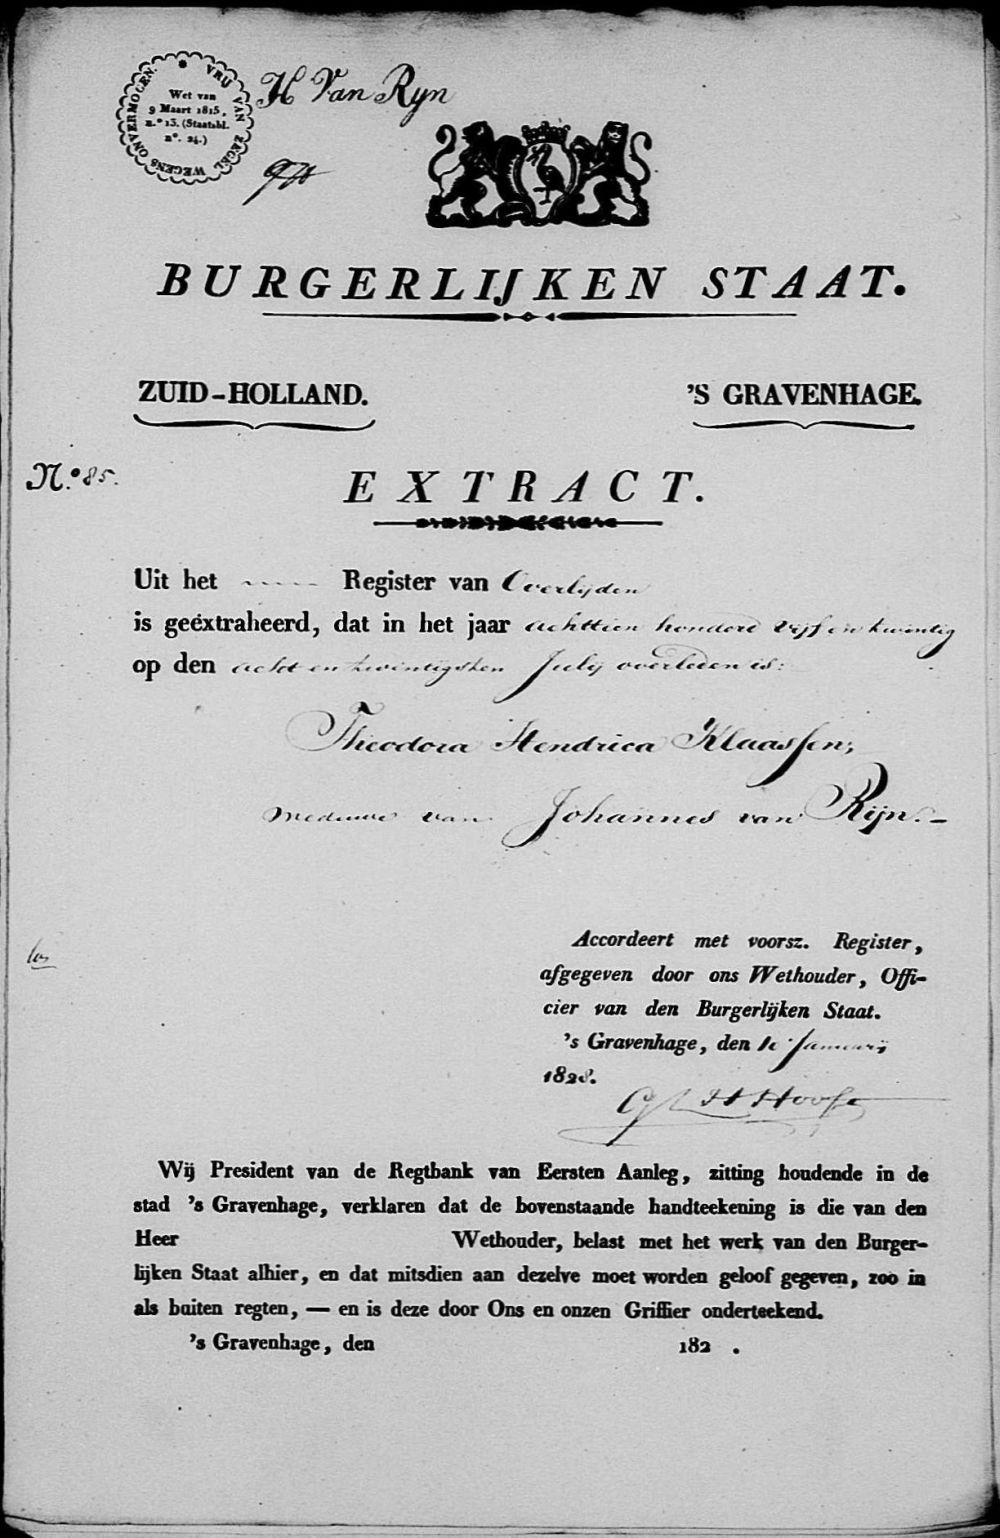 VRIJ VAN ZEGEL WEGENS ONVERMOGEN.
Wet van
9 Maart 1815,
n.º 13. (Staatsbl.
nº. 24.)
H Van Ryn
BURGERLIJKEN STAAT.
ZUID-HOLLAND.
'S GRAVENHAGE.
N.º 85.
EXTRACT.
Uit het Register van Overlijden
is geëxtraheerd, dat in het jaar achttien honderd vijf en twintig
op den acht en twintigsten Julij overleden is:
Theodora Hendrica Klaassen,
weduwe van Johannes van Rijn.-
Accordeert met voorsz. Register,
afgegeven door ons Wethouder, Offi-
cier van den Burgerlijken Staat.
's Gravenhage, den 10 Januarij
1828.
H Hooft
Wij President van de Regtbank van Eersten Aanleg, zitting houdende in de
stad 's Gravenhage, verklaren dat de bovenstaande handteekening is die van den
Heer Wethouder, belast met het werk van den Burger-
lijken Staat alhier, en dat mitsdien aan dezelve moet worden geloof gegeven, zoo in
als buiten regten, — en is deze door Ons en onzen Griffier onderteekend.
's Gravenhage, den 182 .